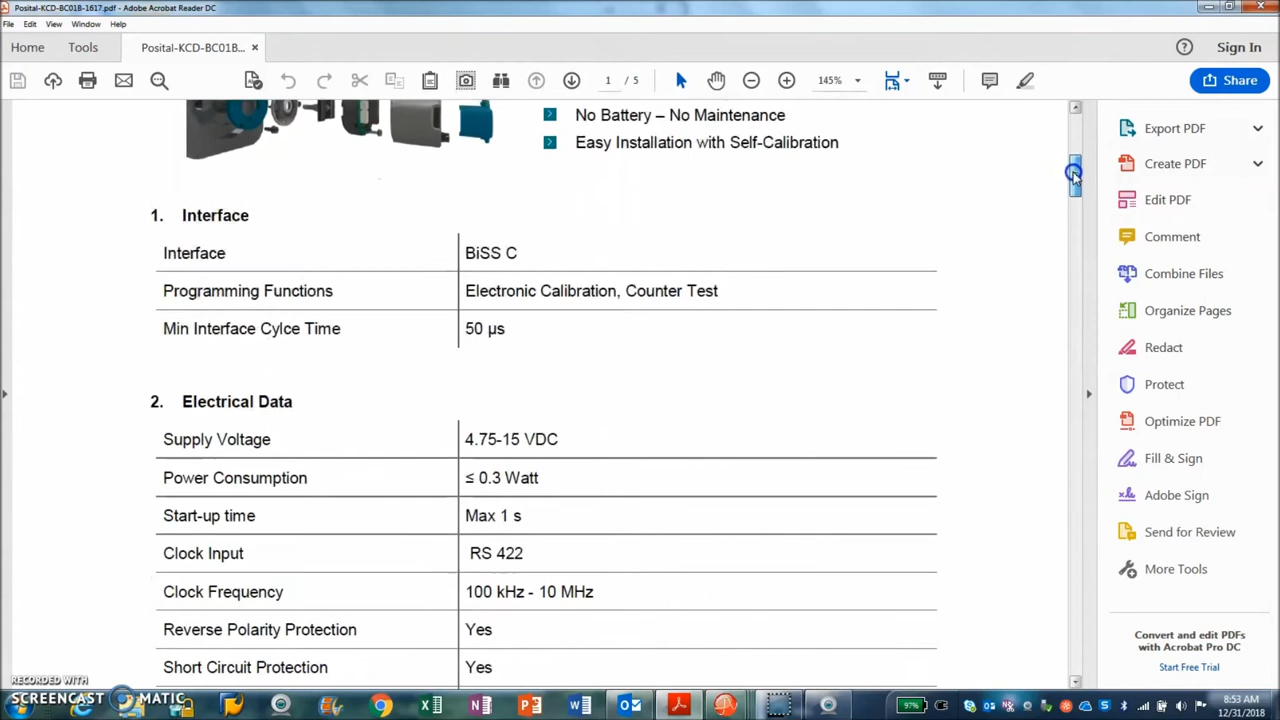 Posital-KCD-BC01B-1617.pdf - Adobe Acrobat Reader DC
File Edit View Window Help
Home Tools Posital-KCD-BC01B... × Sign In
1 / 5 145% Share
No Battery – No Maintenance
Easy Installation with Self-Calibration
1. Interface
Interface BiSS C
Programming Functions Electronic Calibration, Counter Test
Min Interface Cylce Time 50 µs
2. Electrical Data
Supply Voltage 4.75-15 VDC
Power Consumption ≤ 0.3 Watt
Start-up time Max 1 s
Clock Input RS 422
Clock Frequency 100 kHz - 10 MHz
Reverse Polarity Protection Yes
Short Circuit Protection Yes
Export PDF
Create PDF
Edit PDF
Comment
Combine Files
Organize Pages
Redact
Protect
Optimize PDF
Fill & Sign
Adobe Sign
Send for Review
More Tools
Convert and edit PDFs
with Acrobat Pro DC
Start Free Trial
RECORDED WITH
SCREENCAST MATIC
97%
8:53 AM
12/31/2018